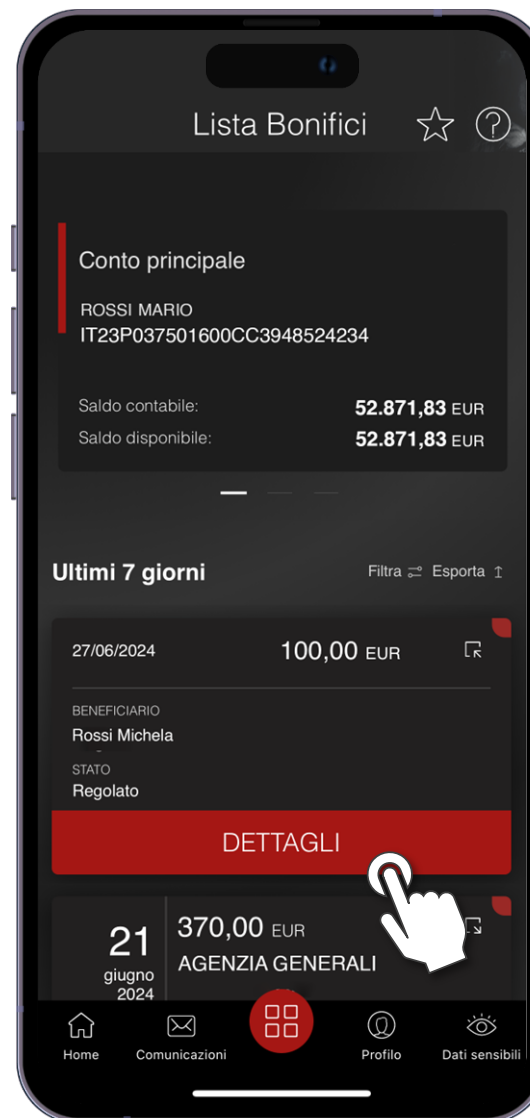 Lista Bonifici
Conto principale
ROSSI MARIO
IT23P037501600CC3948524234
Saldo contabile: 52.871,83 EUR
Saldo disponibile: 52.871,83 EUR
Ultimi 7 giorni Filtra Esporta
27/06/2024 100,00 EUR
BENEFICIARIO
Rossi Michela
STATO
Regolato
DETTAGLI
21 370,00 EUR
giugno AGENZIA GENERALI
2024
Home Comunicazioni Profilo Dati sensibili